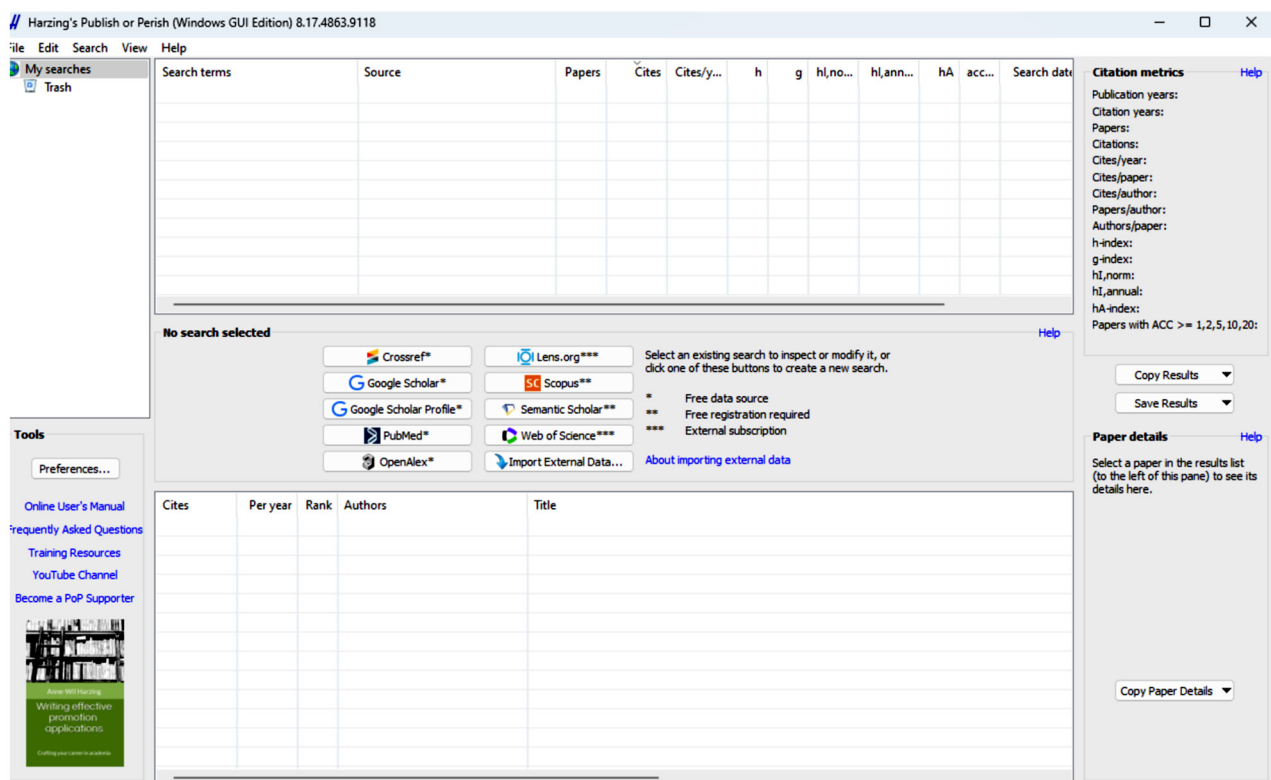 Harzing's Publish or Perish (Windows GUI Edition) 8.17.4863.9118
File Edit Search View Help
My searches
Trash
Search terms Source Papers Cites Cites/y... h g hI,no... hI,ann... hA acc... Search date
Citation metrics Help
Publication years:
Citation years:
Papers:
Citations:
Cites/year:
Cites/paper:
Cites/author:
Papers/author:
Authors/paper:
h-index:
g-index:
hI,norm:
hI,annual:
hA-index:
Papers with ACC >= 1,2,5,10,20:
Copy Results
Save Results
No search selected Help
Crossref*
Google Scholar*
Google Scholar Profile*
PubMed*
OpenAlex*
Lens.org***
SC Scopus**
Semantic Scholar**
Web of Science***
Import External Data...
Select an existing search to inspect or modify it, or
click one of these buttons to create a new search.
* Free data source
** Free registration required
*** External subscription
About importing external data
Tools
Preferences...
Online User's Manual
Frequently Asked Questions
Training Resources
YouTube Channel
Become a PoP Supporter
Anne-Wil Harzing
Writing effective
promotion
applications
Crafting your career in academia
Cites Per year Rank Authors Title
Paper details Help
Select a paper in the results list
(to the left of this pane) to see its
details here.
Copy Paper Details